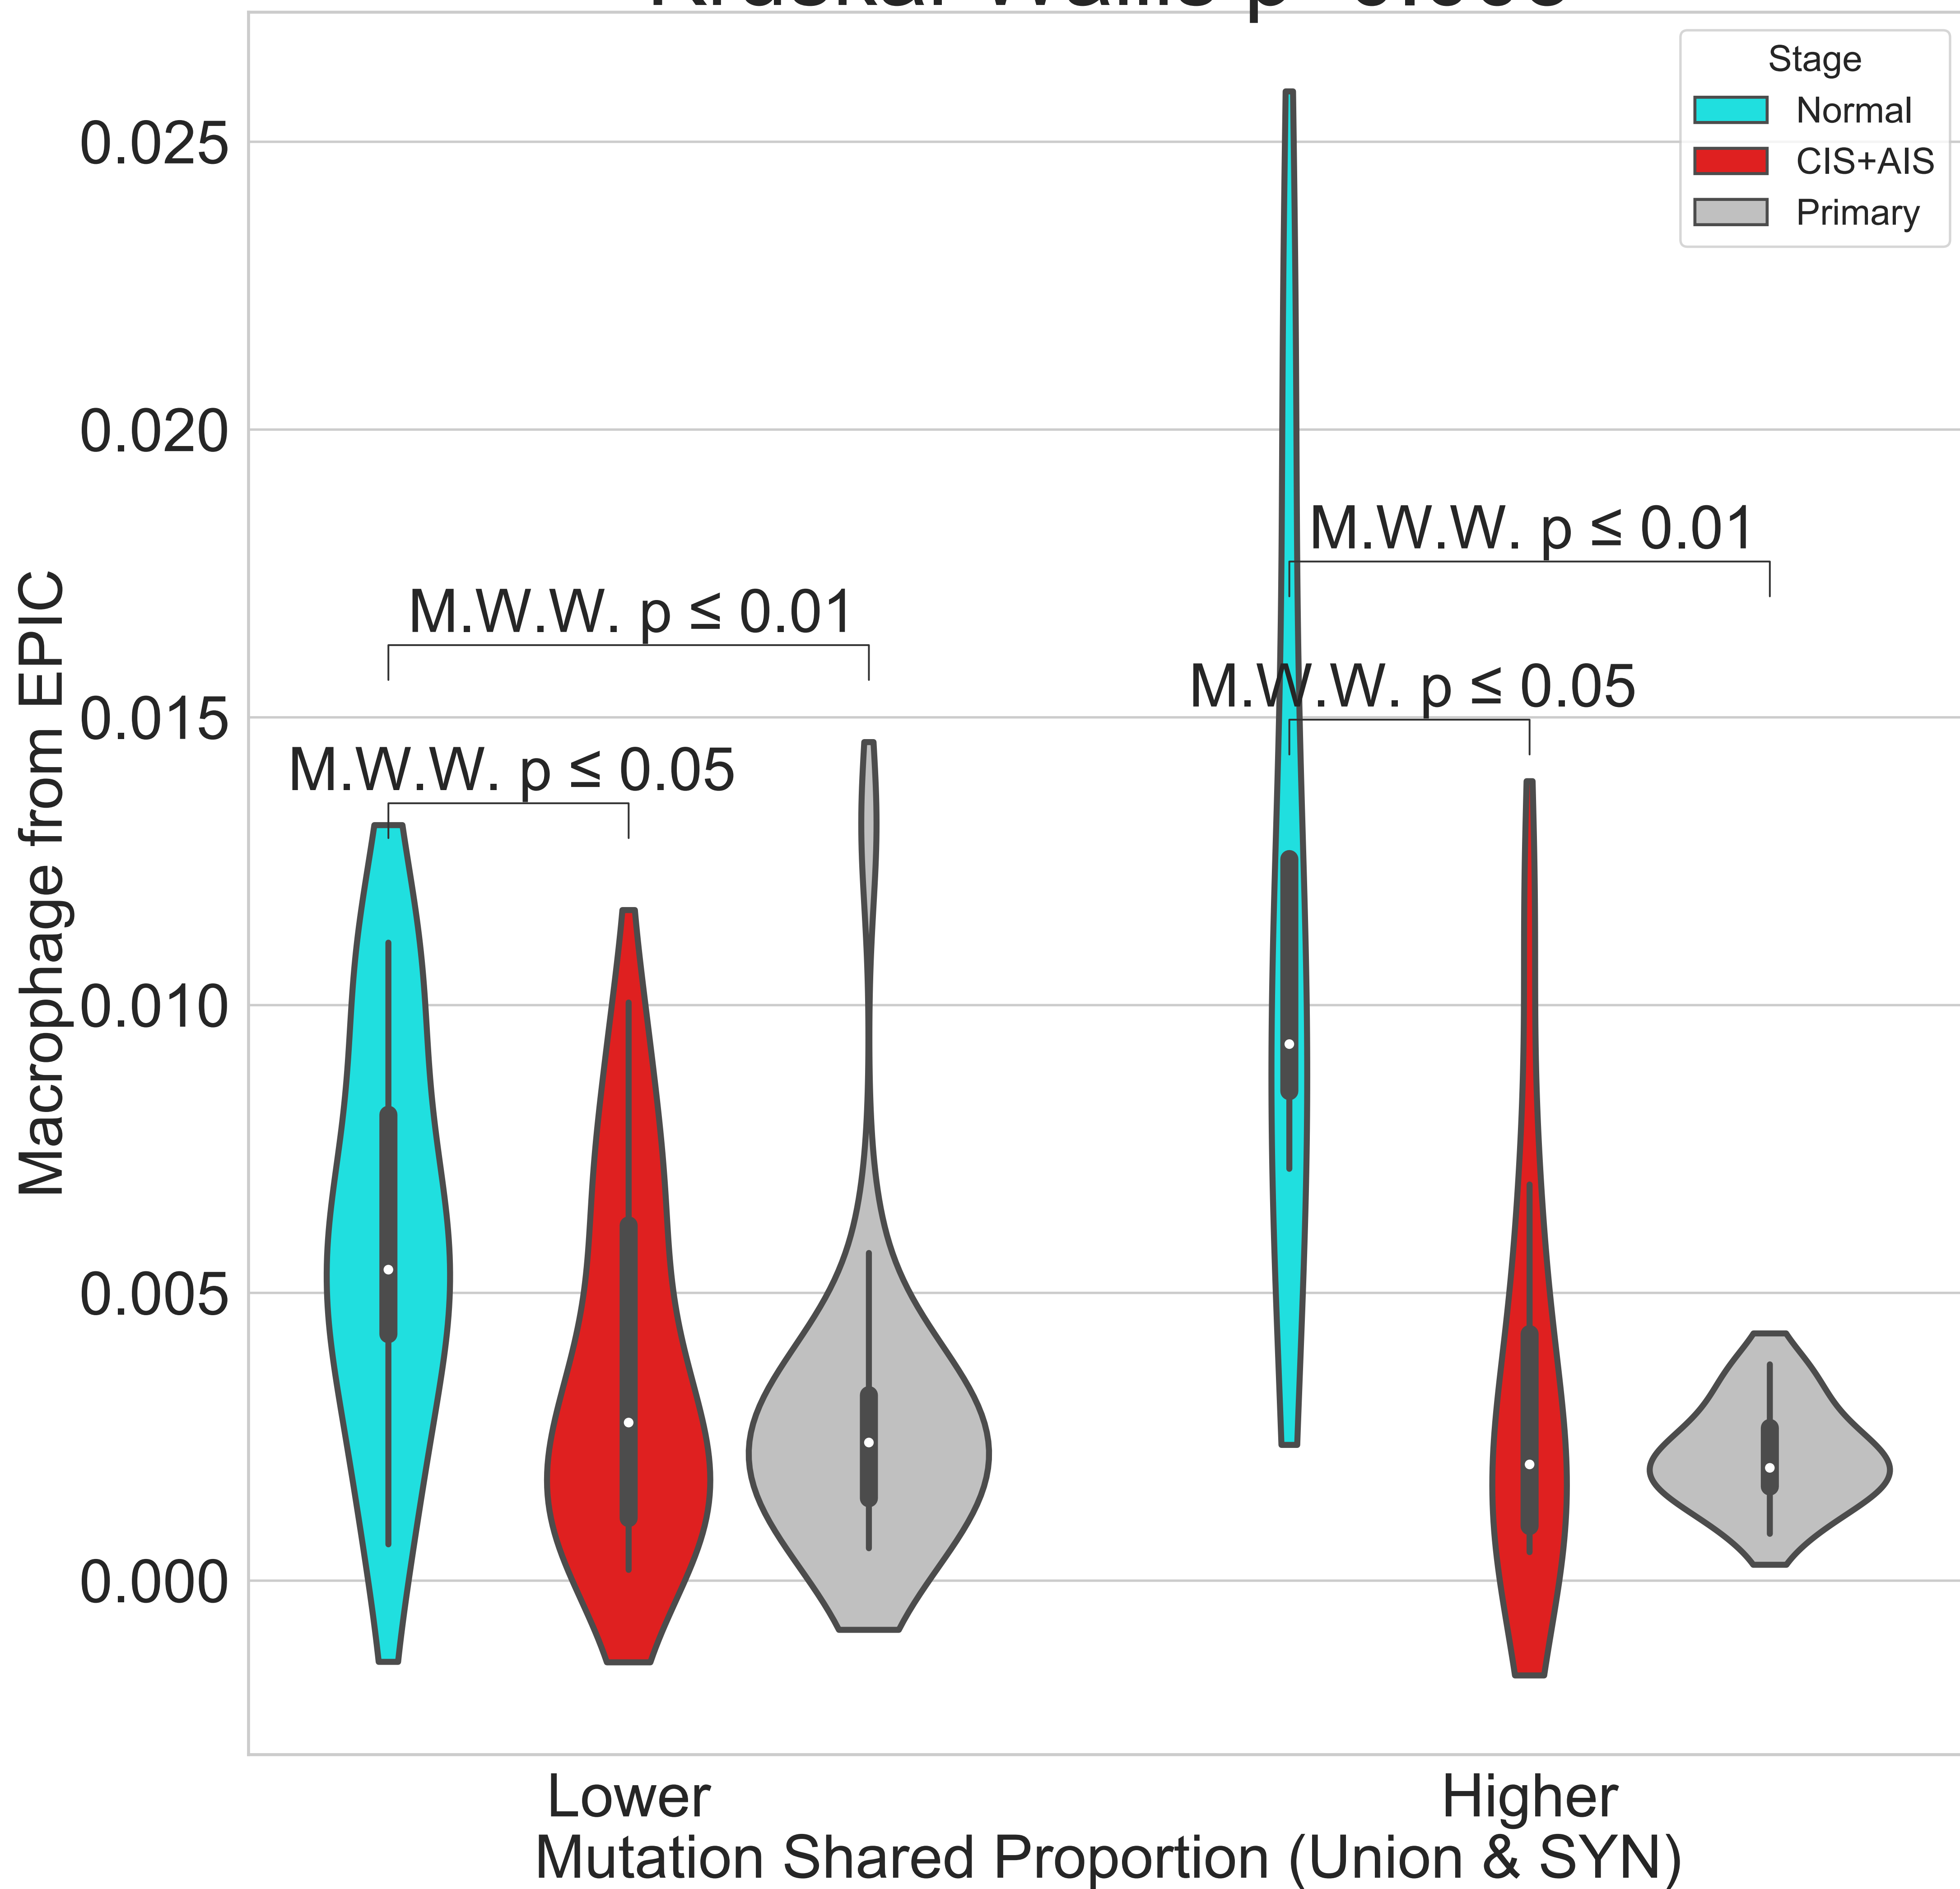 Stage
Normal
CIS+AIS
Primary
0.025
0.020
0.015
0.010
0.005
0.000
Macrophage from EPIC
M.W.W. p ≤ 0.01
M.W.W. p ≤ 0.01
M.W.W. p ≤ 0.05
M.W.W. p ≤ 0.05
Lower
Higher
Mutation Shared Proportion (Union & SYN)